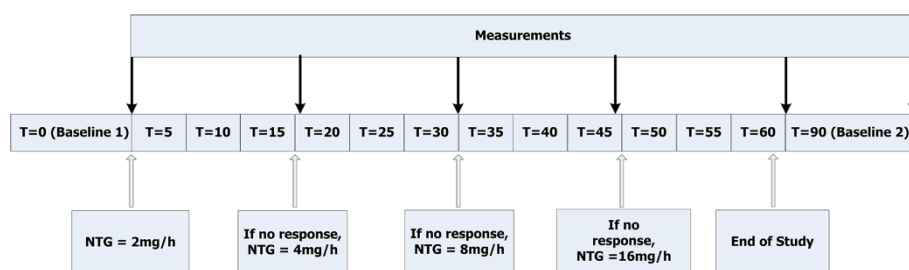 Measurements
T=0 (Baseline 1) T=5 T=10 T=15 T=20 T=25 T=30 T=35 T=40 T=45 T=50 T=55 T=60 T=90 (Baseline 2)
NTG = 2mg/h
If no response,
NTG = 4mg/h
If no response,
NTG = 8mg/h
If no
response,
NTG =16mg/h
End of Study